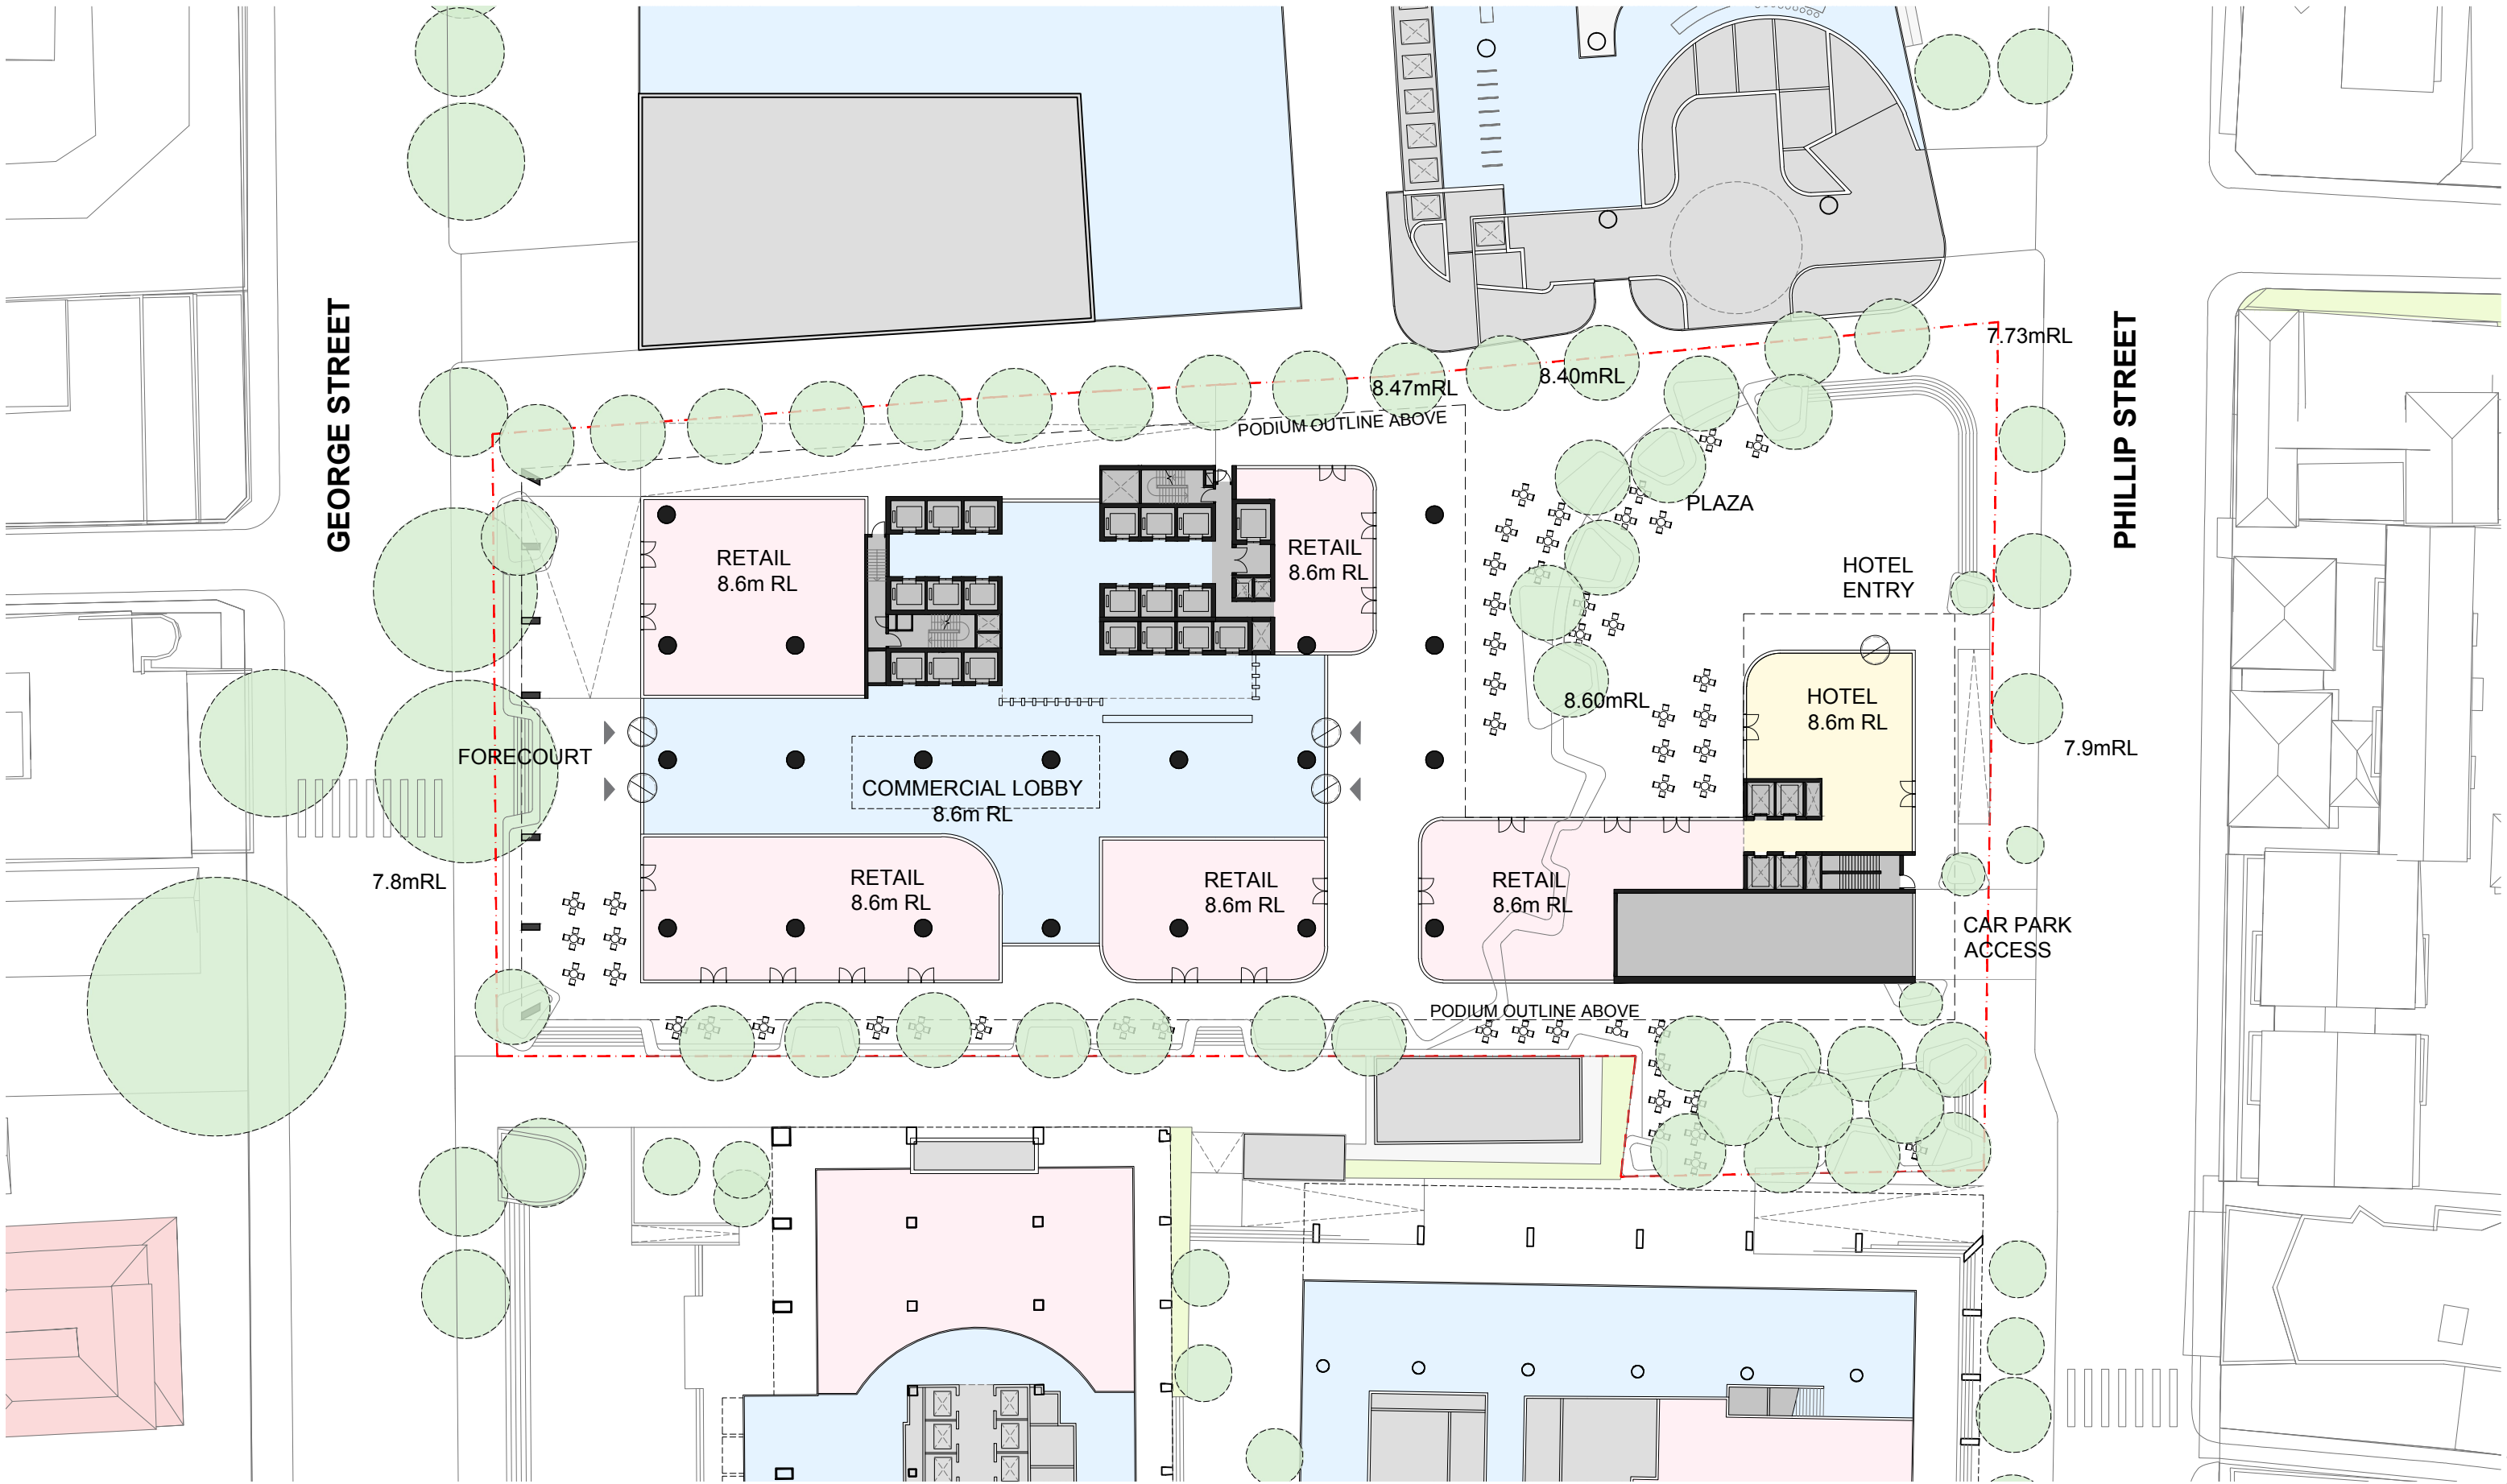 GEORGE STREET
PHILLIP STREET
7.73mRL
8.47mRL
8.40mRL
PODIUM OUTLINE ABOVE
PLAZA
RETAIL
8.6m RL
RETAIL
8.6m RL
HOTEL
ENTRY
8.60mRL
HOTEL
8.6m RL
FORECOURT
7.9mRL
COMMERCIAL LOBBY
8.6m RL
7.8mRL
RETAIL
8.6m RL
RETAIL
8.6m RL
RETAIL
8.6m RL
CAR PARK
ACCESS
PODIUM OUTLINE ABOVE